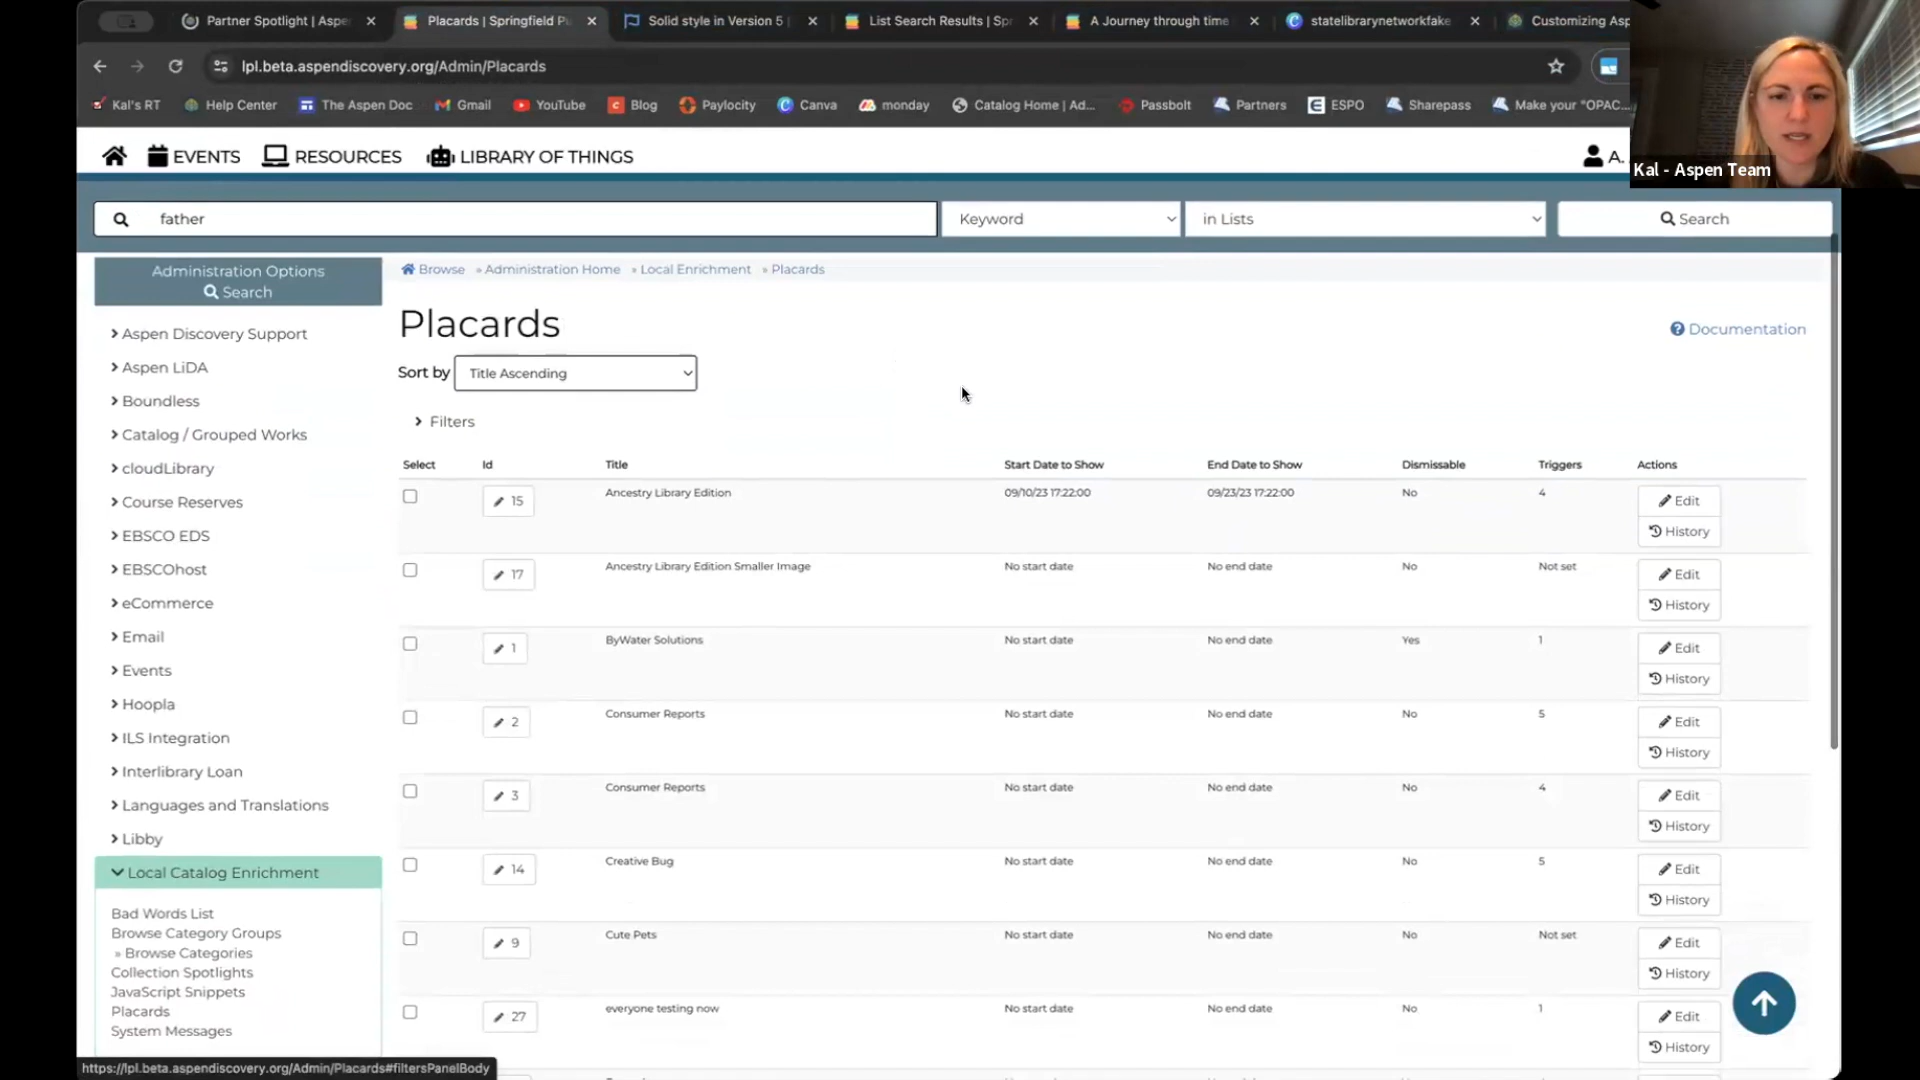 Partner Spotlight | Aspe
Placards | Springfield Pu
Solid style in Version 5 |
List Search Results | Spr
A Journey through time
statelibrarynetworkfake
Customizing Asp
lpl.beta.aspendiscovery.org/Admin/Placards
Kal's RT
Help Center
The Aspen Doc
Gmail
YouTube
Blog
Paylocity
Canva
monday
Catalog Home | Ad...
Passbolt
Partners
ESPO
Sharepass
Make your "OPAC...
Kal - Aspen Team
EVENTS
RESOURCES
LIBRARY OF THINGS
A.
father
Keyword
in Lists
Search
Administration Options
Search
Aspen Discovery Support
Aspen LiDA
Boundless
Catalog / Grouped Works
cloudLibrary
Course Reserves
EBSCO EDS
EBSCOhost
eCommerce
Email
Events
Hoopla
ILS Integration
Interlibrary Loan
Languages and Translations
Libby
Local Catalog Enrichment
Bad Words List
Browse Category Groups
» Browse Categories
Collection Spotlights
JavaScript Snippets
Placards
System Messages
Browse » Administration Home » Local Enrichment » Placards
Placards
Documentation
Sort by Title Ascending
Filters
Select Id Title Start Date to Show End Date to Show Dismissable Triggers Actions
15 Ancestry Library Edition 09/10/23 17:22:00 09/23/23 17:22:00 No 4 Edit
History
17 Ancestry Library Edition Smaller Image No start date No end date No Not set Edit
History
1 ByWater Solutions No start date No end date Yes 1 Edit
History
2 Consumer Reports No start date No end date No 5 Edit
History
3 Consumer Reports No start date No end date No 4 Edit
History
14 Creative Bug No start date No end date No 5 Edit
History
9 Cute Pets No start date No end date No Not set Edit
History
27 everyone testing now No start date No end date No 1 Edit
History
https://lpl.beta.aspendiscovery.org/Admin/Placards#filtersPanelBody